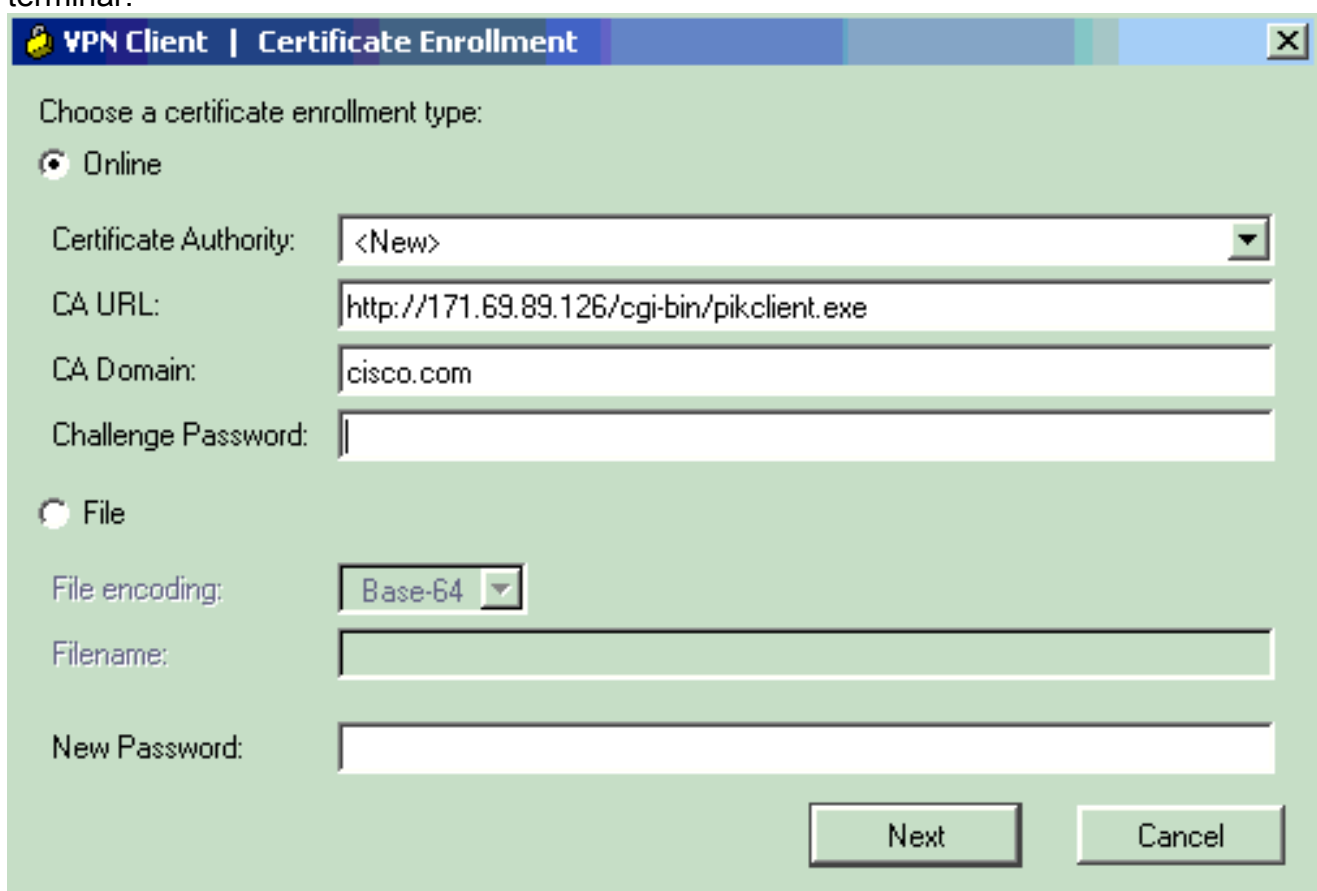 terminar.
VPN Client | Certificate Enrollment
Choose a certificate enrollment type:
Online
Certificate Authority: <New>
CA URL: http://171.69.89.126/cgi-bin/pikclient.exe
CA Domain: cisco.com
Challenge Password:
File
File encoding: Base-64
Filename:
New Password:
Next Cancel